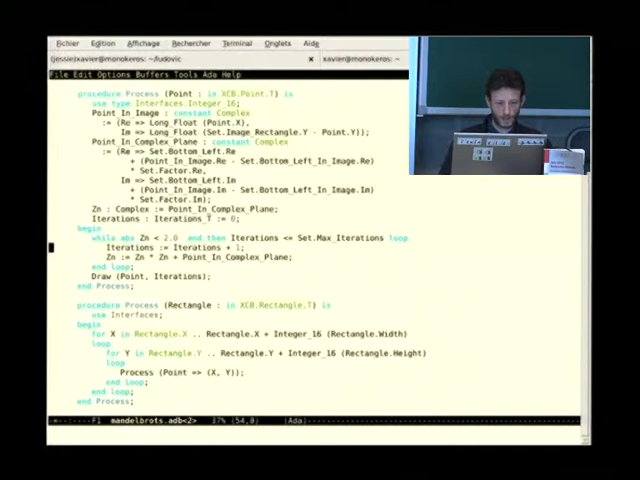 Fichier Edition Affichage Rechercher Terminal Onglets Aide
(jessie)xavier@monokeros:~/ludovic xavier@monokeros: ~
File Edit Options Buffers Tools Ada Help
procedure Process (Point : in XCB.Point.T) is
use type Interfaces.Integer_16;
Point_In_Image : constant Complex
:= (Re => Long_Float (Point.X),
Im => Long_Float (Set.Image_Rectangle.Y - Point.Y));
Point_In_Complex_Plane : constant Complex
:= (Re => Set.Bottom_Left.Re
+ (Point_In_Image.Re - Set.Bottom_Left_In_Image.Re)
* Set.Factor.Re,
Im => Set.Bottom_Left.Im
+ (Point_In_Image.Im - Set.Bottom_Left_In_Image.Im)
* Set.Factor.Im);
Zn : Complex := Point_In_Complex_Plane;
Iterations : Iterations_T := 0;
begin
while abs Zn < 2.0 and then Iterations <= Set.Max_Iterations loop
Iterations := Iterations + 1;
Zn := Zn * Zn + Point_In_Complex_Plane;
end loop;
Draw (Point, Iterations);
end Process;
procedure Process (Rectangle : in XCB.Rectangle.T) is
use Interfaces;
begin
for X in Rectangle.X .. Rectangle.X + Integer_16 (Rectangle.Width)
loop
for Y in Rectangle.Y .. Rectangle.Y + Integer_16 (Rectangle.Height)
loop
Process (Point => (X, Y));
end loop;
end loop;
end Process;
F1 mandelbrots.adb<2> 37% (54,0) (Ada)